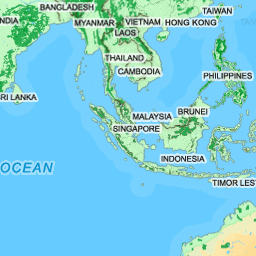 TAIWAN
BANGLADESH
NDIA
MYANMAR
VIETNAM
HONG KONG
LAOS
THAILAND
CAMBODIA
PHILIPPINES
RI LANKA
MALAYSIA
BRUNEI
SINGAPORE
INDONESIA
OCEAN
TIMOR LEST